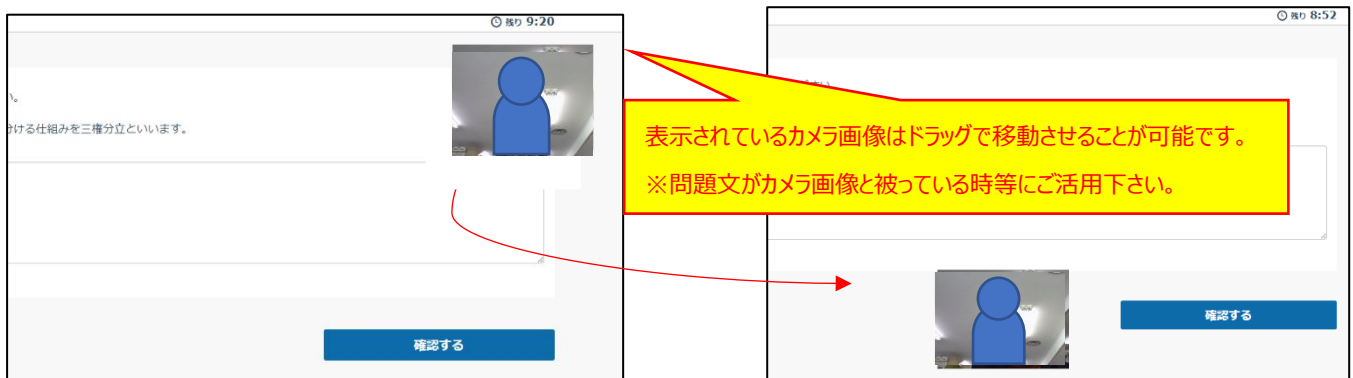 残り 9:20
い。
分ける仕組みを三権分立といいます。
確認する
表示されているカメラ画像はドラッグで移動させることが可能です。
※問題文がカメラ画像と被っている時等にご活用下さい。
残り 8:52
確認する